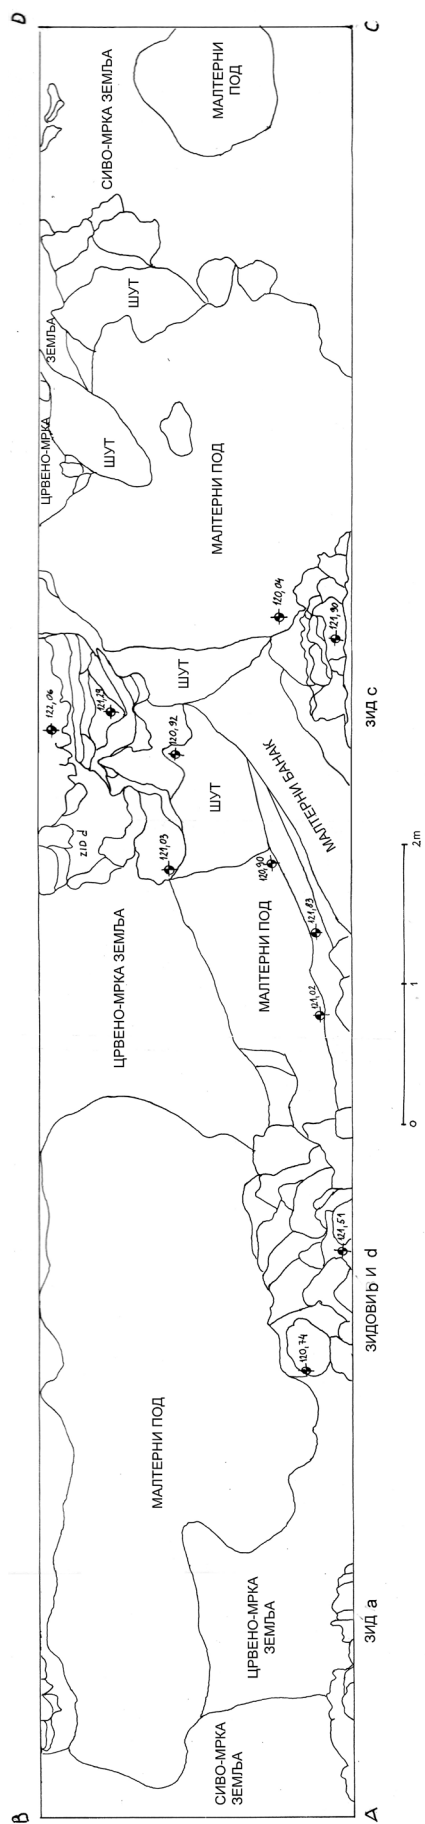 B
D
СИВО-МРКА ЗЕМЉА
МАЛТЕРНИ
ПОД
ШУТ
ЗЕМЉА
ЦРВЕНО-МРКА
ШУТ
МАЛТЕРНИ ПОД
120,04
121,90
122,06
121,29
ШУТ
120,92
ZID d
121,03
ШУТ
МАЛТЕРНИ БАНАК
120,90
ЦРВЕНО-МРКА ЗЕМЉА
МАЛТЕРНИ ПОД
121,83
121,02
121,51
120,74
МАЛТЕРНИ ПОД
ЦРВЕНО-МРКА
ЗЕМЉА
СИВО-МРКА
ЗЕМЉА
A
ЗИД a
ЗИДОВИ b И d
ЗИД c
C
0
1
2m